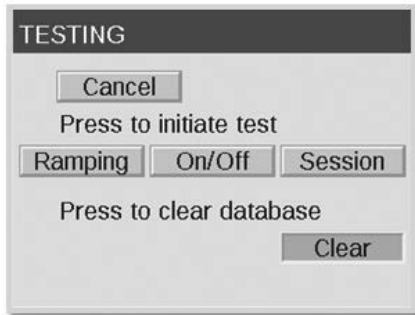 TESTING
Cancel
Press to initiate test
Ramping On/Off Session
Press to clear database
Clear